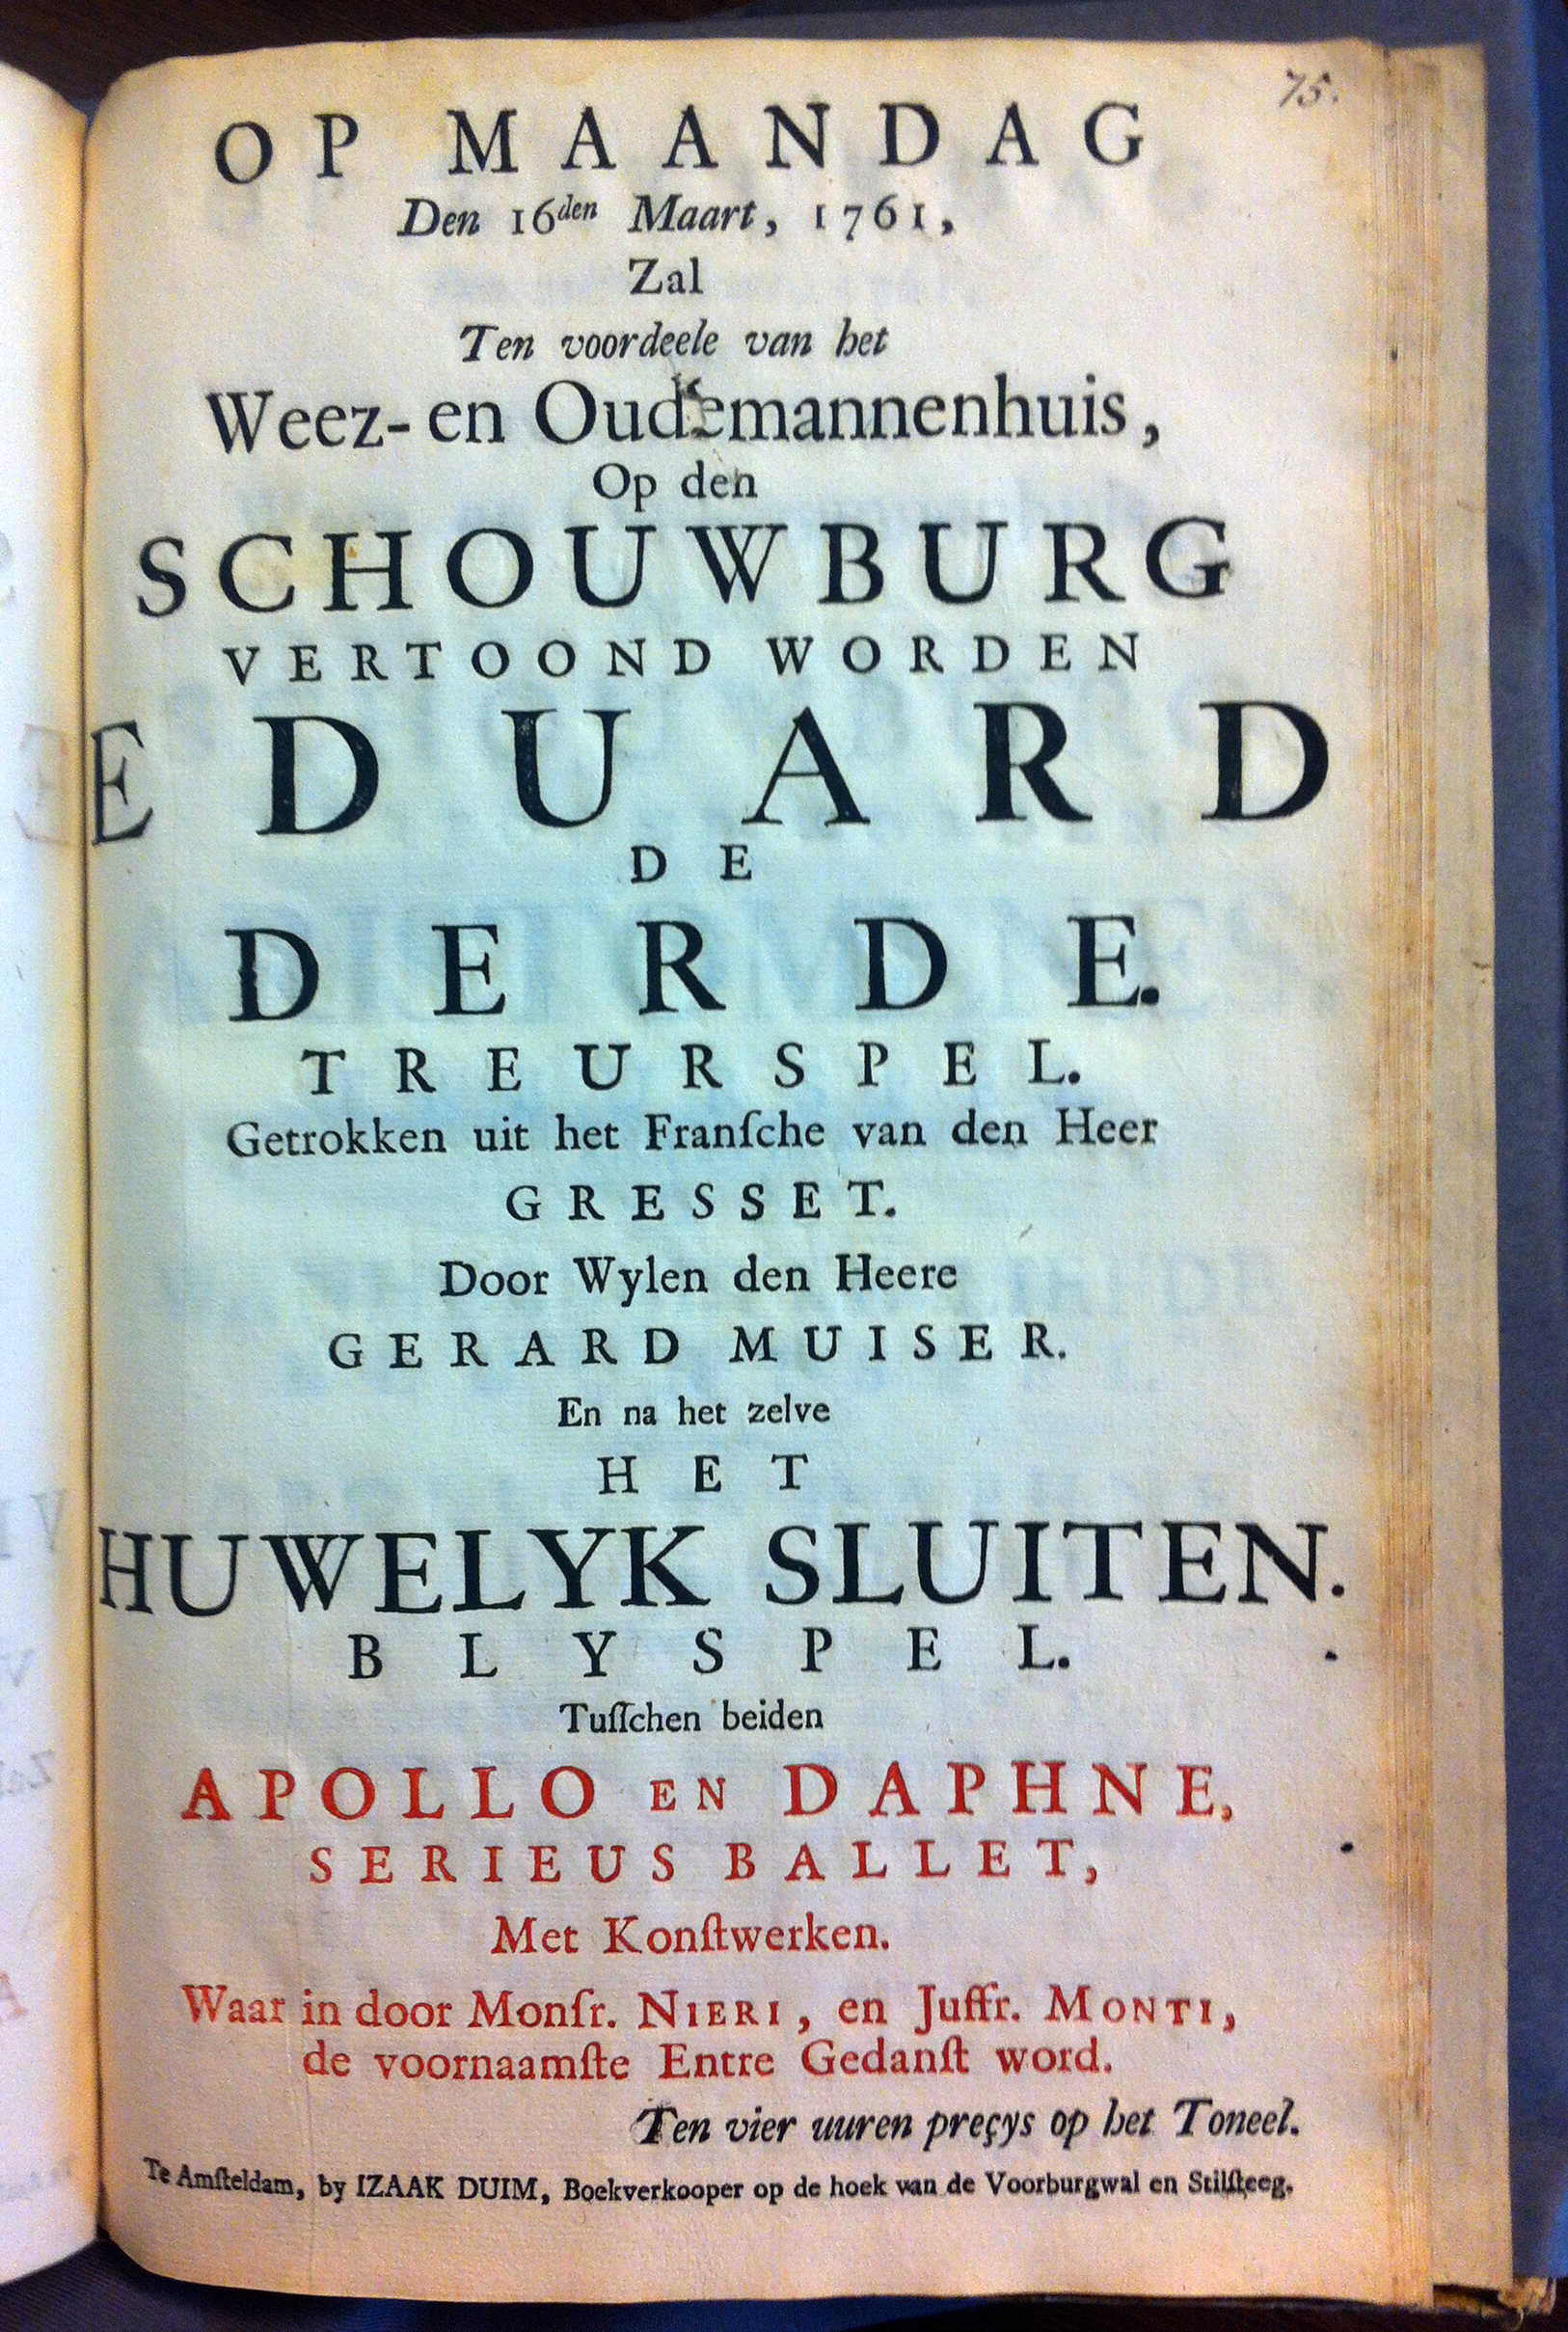 75.
OP MAANDAG
Den 16den Maart, 1761,
Zal
Ten voordeele van het
Weez- en Oudemannenhuis,
Op den
SCHOUWBURG
VERTOOND WORDEN
EDUARD
DE
DERDE.
TREURSPEL.
Getrokken uit het Franſche van den Heer
GRESSET.
Door Wylen den Heere
GERARD MUISER.
En na het zelve
HET
HUWELYK SLUITEN.
BLYSPEL.
Tuſſchen beiden
APOLLO EN DAPHNE,
SERIEUS BALLET,
Met Konſtwerken.
Waar in door Monſr. NIERI, en Juffr. MONTI,
de voornaamſte Entre Gedanſt word.
Ten vier uuren preçys op het Toneel.
Te Amſteldam, by IZAAK DUIM, Boekverkooper op de hoek van de Voorburgwal en Stilſteeg.